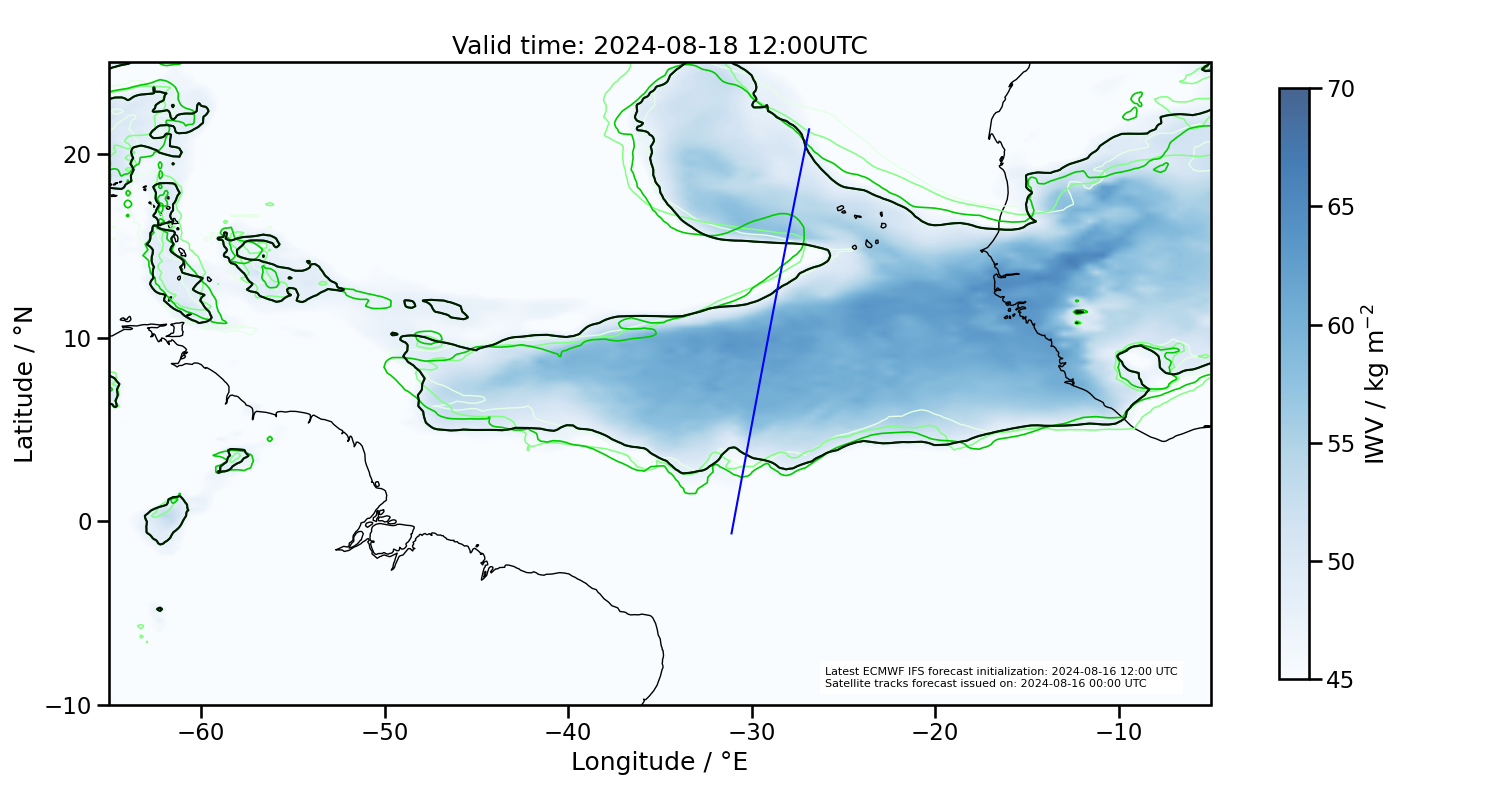 Valid time: 2024-08-18 12:00UTC
Latitude / °N
20
10
0
−10
−60
−50
−40
−30
−20
−10
Longitude / °E
Latest ECMWF IFS forecast initialization: 2024-08-16 12:00 UTC
Satellite tracks forecast issued on: 2024-08-16 00:00 UTC
70
65
60
55
50
45
IWV / kg m⁻²